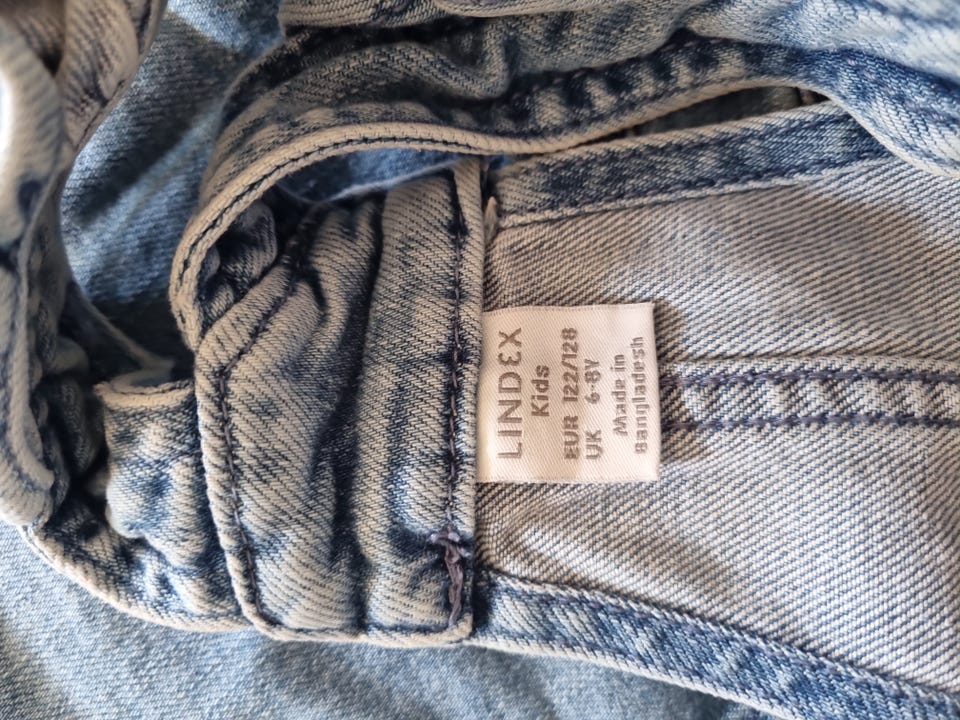 LINDEX
Kids
EUR 122/128
UK 6-8Y
Made in
Bangladesh